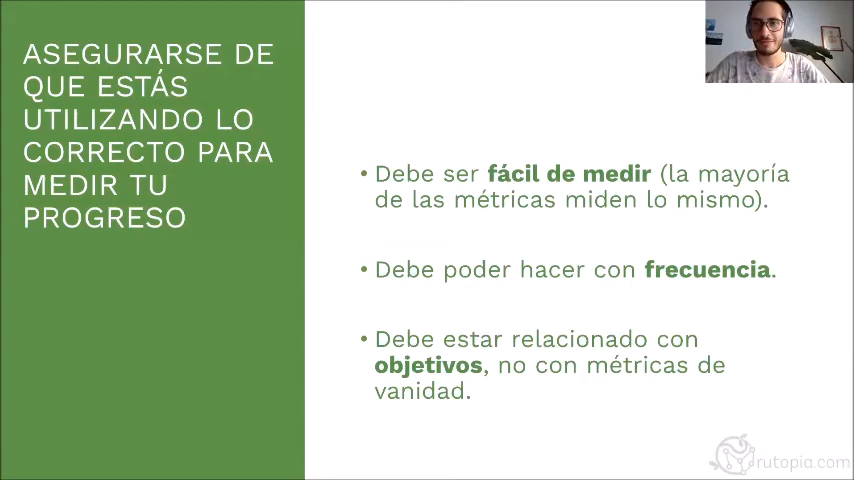 ASEGURARSE DE
QUE ESTÁS
UTILIZANDO LO
CORRECTO PARA
MEDIR TU
PROGRESO
• Debe ser fácil de medir (la mayoría
de las métricas miden lo mismo).
• Debe poder hacer con frecuencia.
• Debe estar relacionado con
objetivos, no con métricas de
vanidad.
rutopia.com